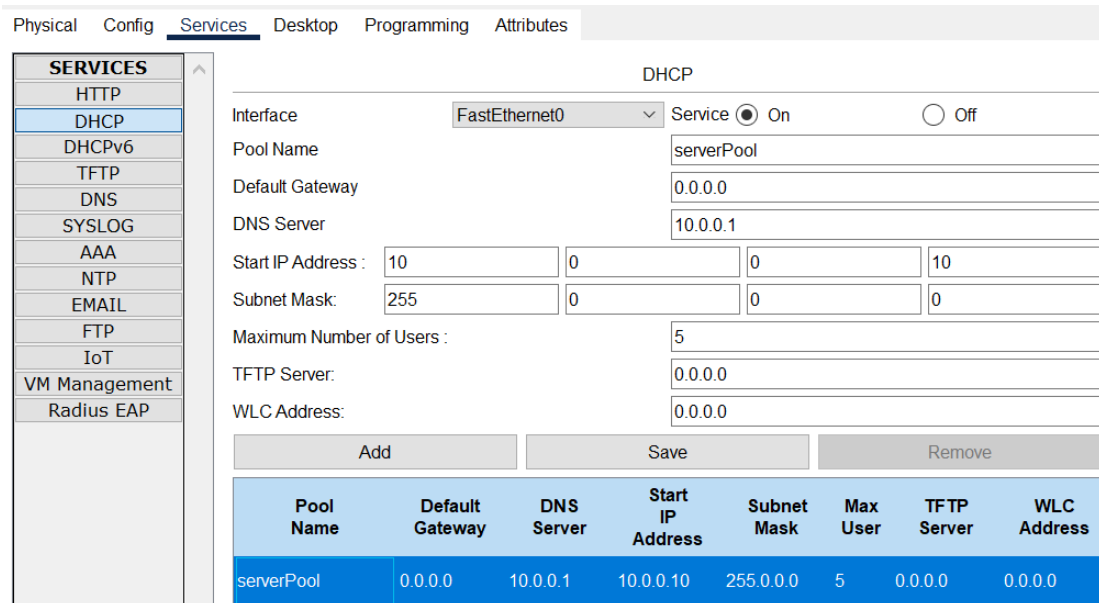 Physical Config Services Desktop Programming Attributes
SERVICES
HTTP
DHCP
DHCPv6
TFTP
DNS
SYSLOG
AAA
NTP
EMAIL
FTP
IoT
VM Management
Radius EAP
DHCP
Interface FastEthernet0 Service On Off
Pool Name serverPool
Default Gateway 0.0.0.0
DNS Server 10.0.0.1
Start IP Address : 10 0 0 10
Subnet Mask: 255 0 0 0
Maximum Number of Users : 5
TFTP Server: 0.0.0.0
WLC Address: 0.0.0.0
Add Save Remove
Pool Name Default Gateway DNS Server Start IP Address Subnet Mask Max User TFTP Server WLC Address
serverPool 0.0.0.0 10.0.0.1 10.0.0.10 255.0.0.0 5 0.0.0.0 0.0.0.0